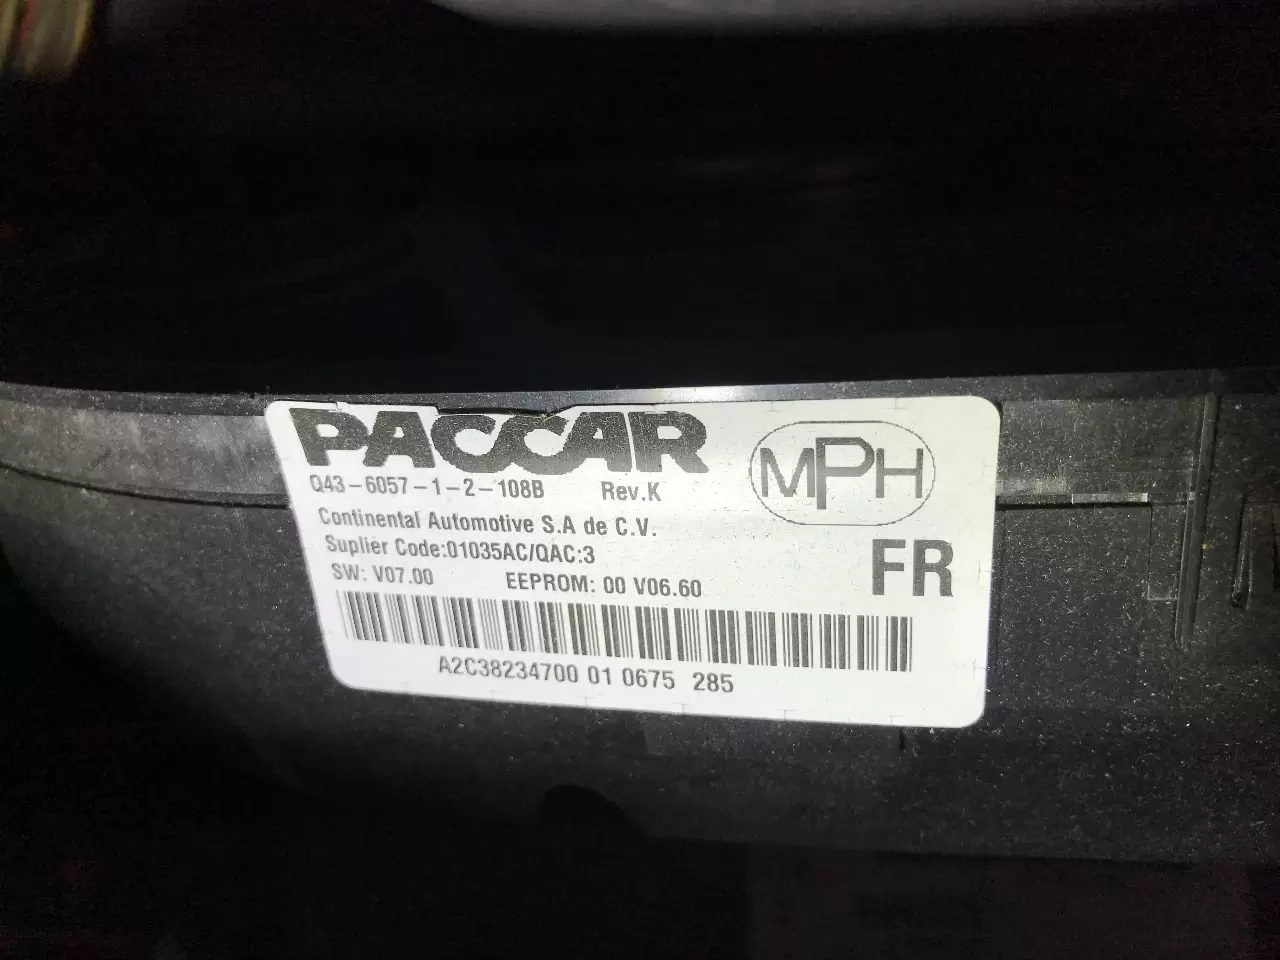 PACCAR
MPH
Q43-6057-1-2-108B Rev.K
Continental Automotive S.A de C.V.
Suplier Code:01035AC/QAC:3
FR
SW: V07.00 EEPROM: 00 V06.60
A2C38234700 01 0675 285